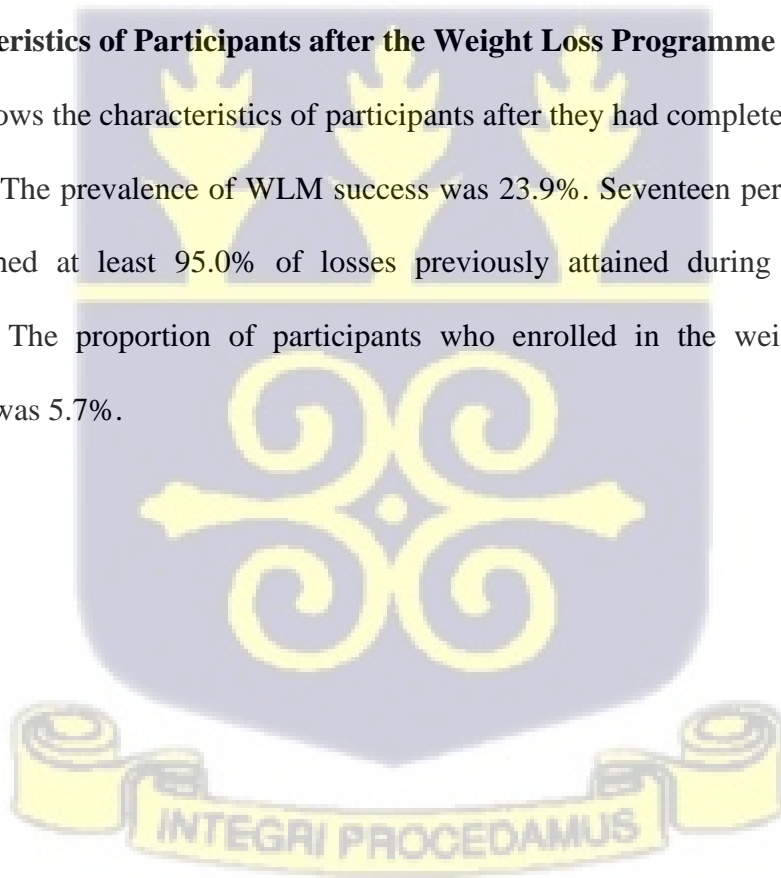 eristics of Participants after the Weight Loss Programme
ows the characteristics of participants after they had complete
The prevalence of WLM success was 23.9%. Seventeen per
ned at least 95.0% of losses previously attained during
The proportion of participants who enrolled in the wei
was 5.7%.
INTEGRI PROCEDAMUS